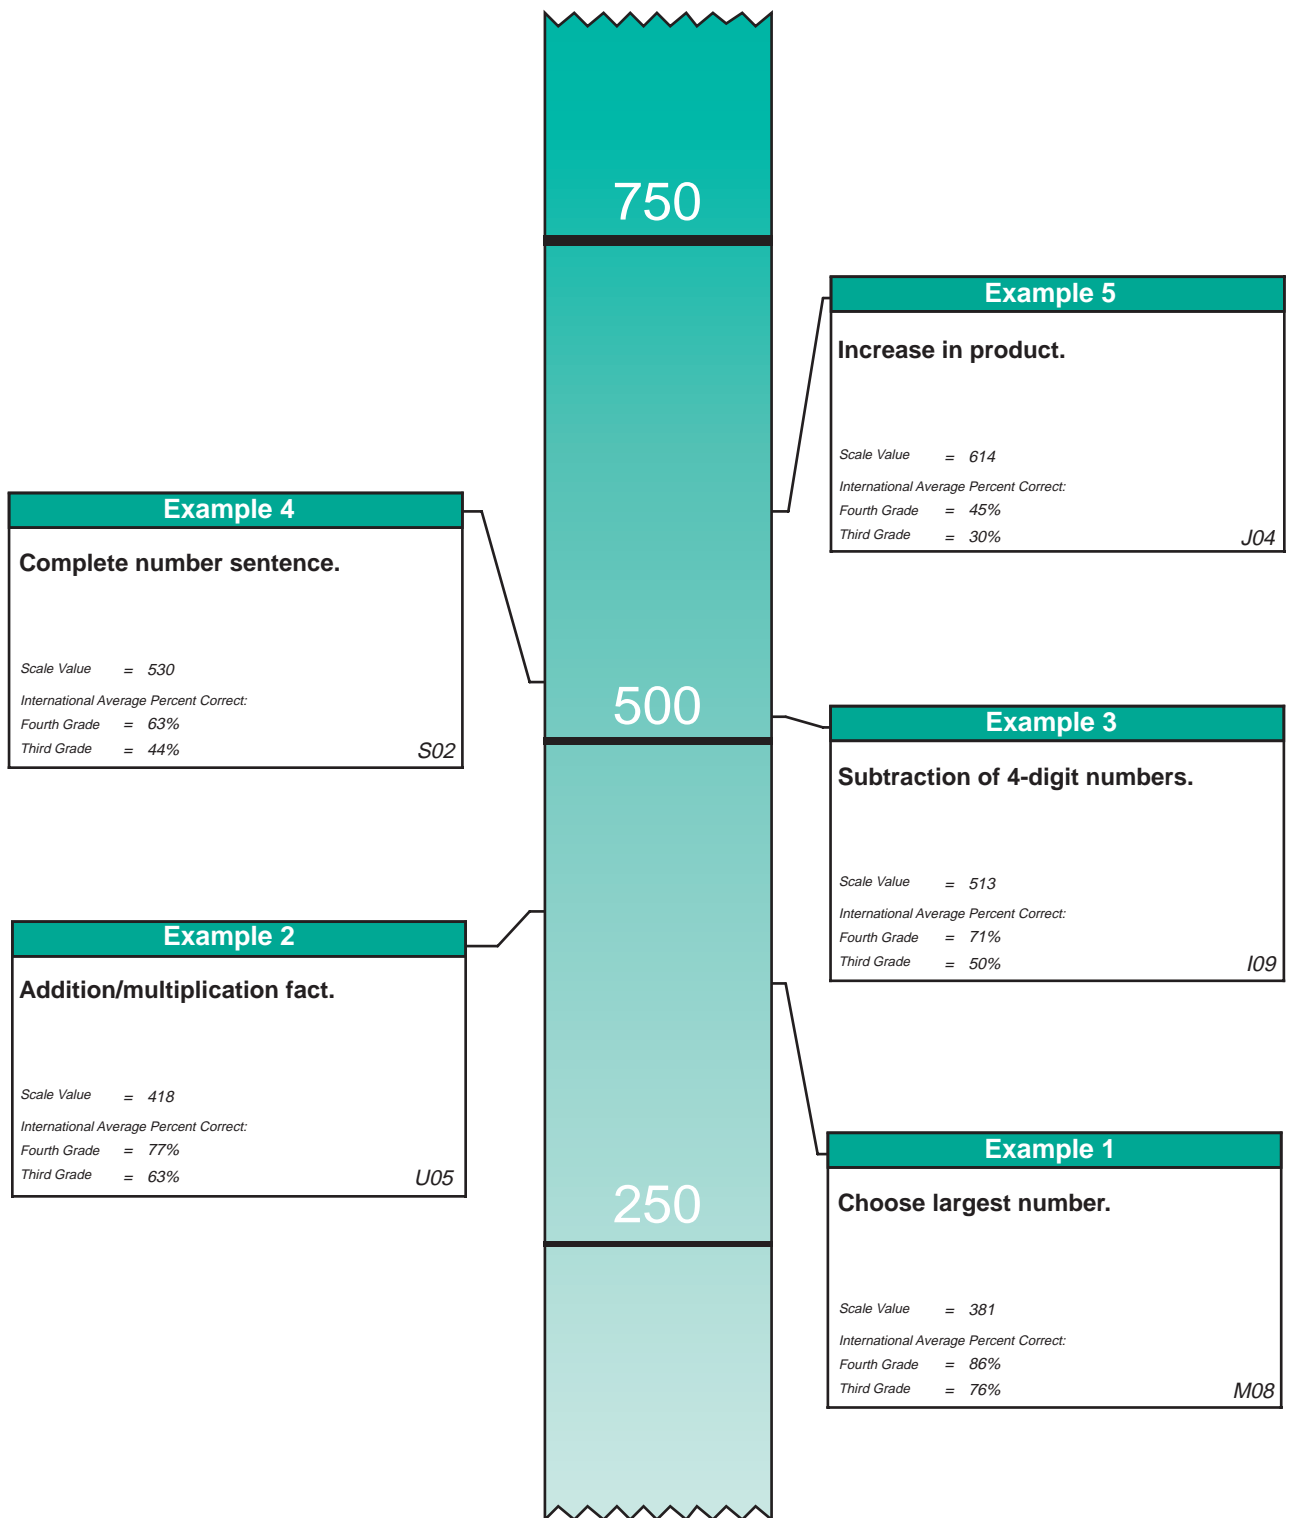 750
Example 5
Increase in product.
Scale Value = 614
International Average Percent Correct:
Fourth Grade = 45%
Third Grade = 30%
J04
Example 4
Complete number sentence.
Scale Value = 530
International Average Percent Correct:
Fourth Grade = 63%
Third Grade = 44%
S02
500
Example 3
Subtraction of 4-digit numbers.
Scale Value = 513
International Average Percent Correct:
Fourth Grade = 71%
Third Grade = 50%
I09
Example 2
Addition/multiplication fact.
Scale Value = 418
International Average Percent Correct:
Fourth Grade = 77%
Third Grade = 63%
U05
250
Example 1
Choose largest number.
Scale Value = 381
International Average Percent Correct:
Fourth Grade = 86%
Third Grade = 76%
M08